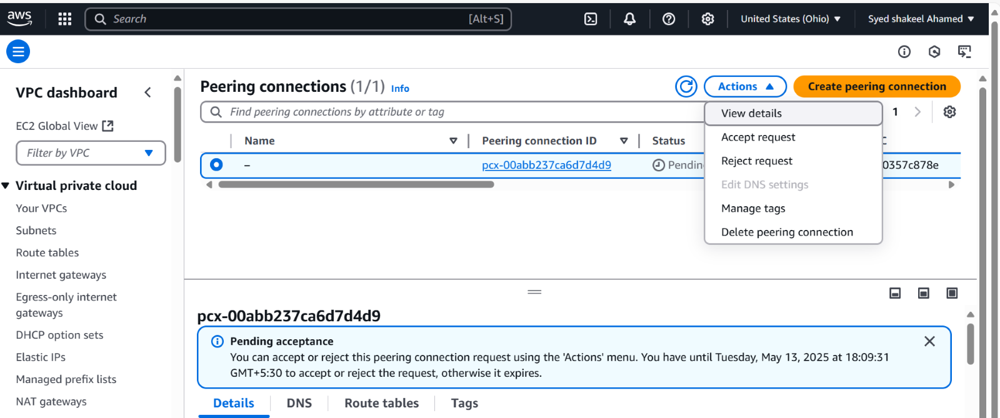 aws
Search [Alt+S]
United States (Ohio) Syed shakeel Ahamed
VPC dashboard
EC2 Global View
Filter by VPC
Virtual private cloud
Your VPCs
Subnets
Route tables
Internet gateways
Egress-only internet
gateways
DHCP option sets
Elastic IPs
Managed prefix lists
NAT gateways
Peering connections (1/1) Info
Actions
Create peering connection
Find peering connections by attribute or tag
1
Name Peering connection ID Status
– pcx-00abb237ca6d7d4d9 Pendin 0357c878e
View details
Accept request
Reject request
Edit DNS settings
Manage tags
Delete peering connection
pcx-00abb237ca6d7d4d9
Pending acceptance
You can accept or reject this peering connection request using the 'Actions' menu. You have until Tuesday, May 13, 2025 at 18:09:31
GMT+5:30 to accept or reject the request, otherwise it expires.
Details DNS Route tables Tags